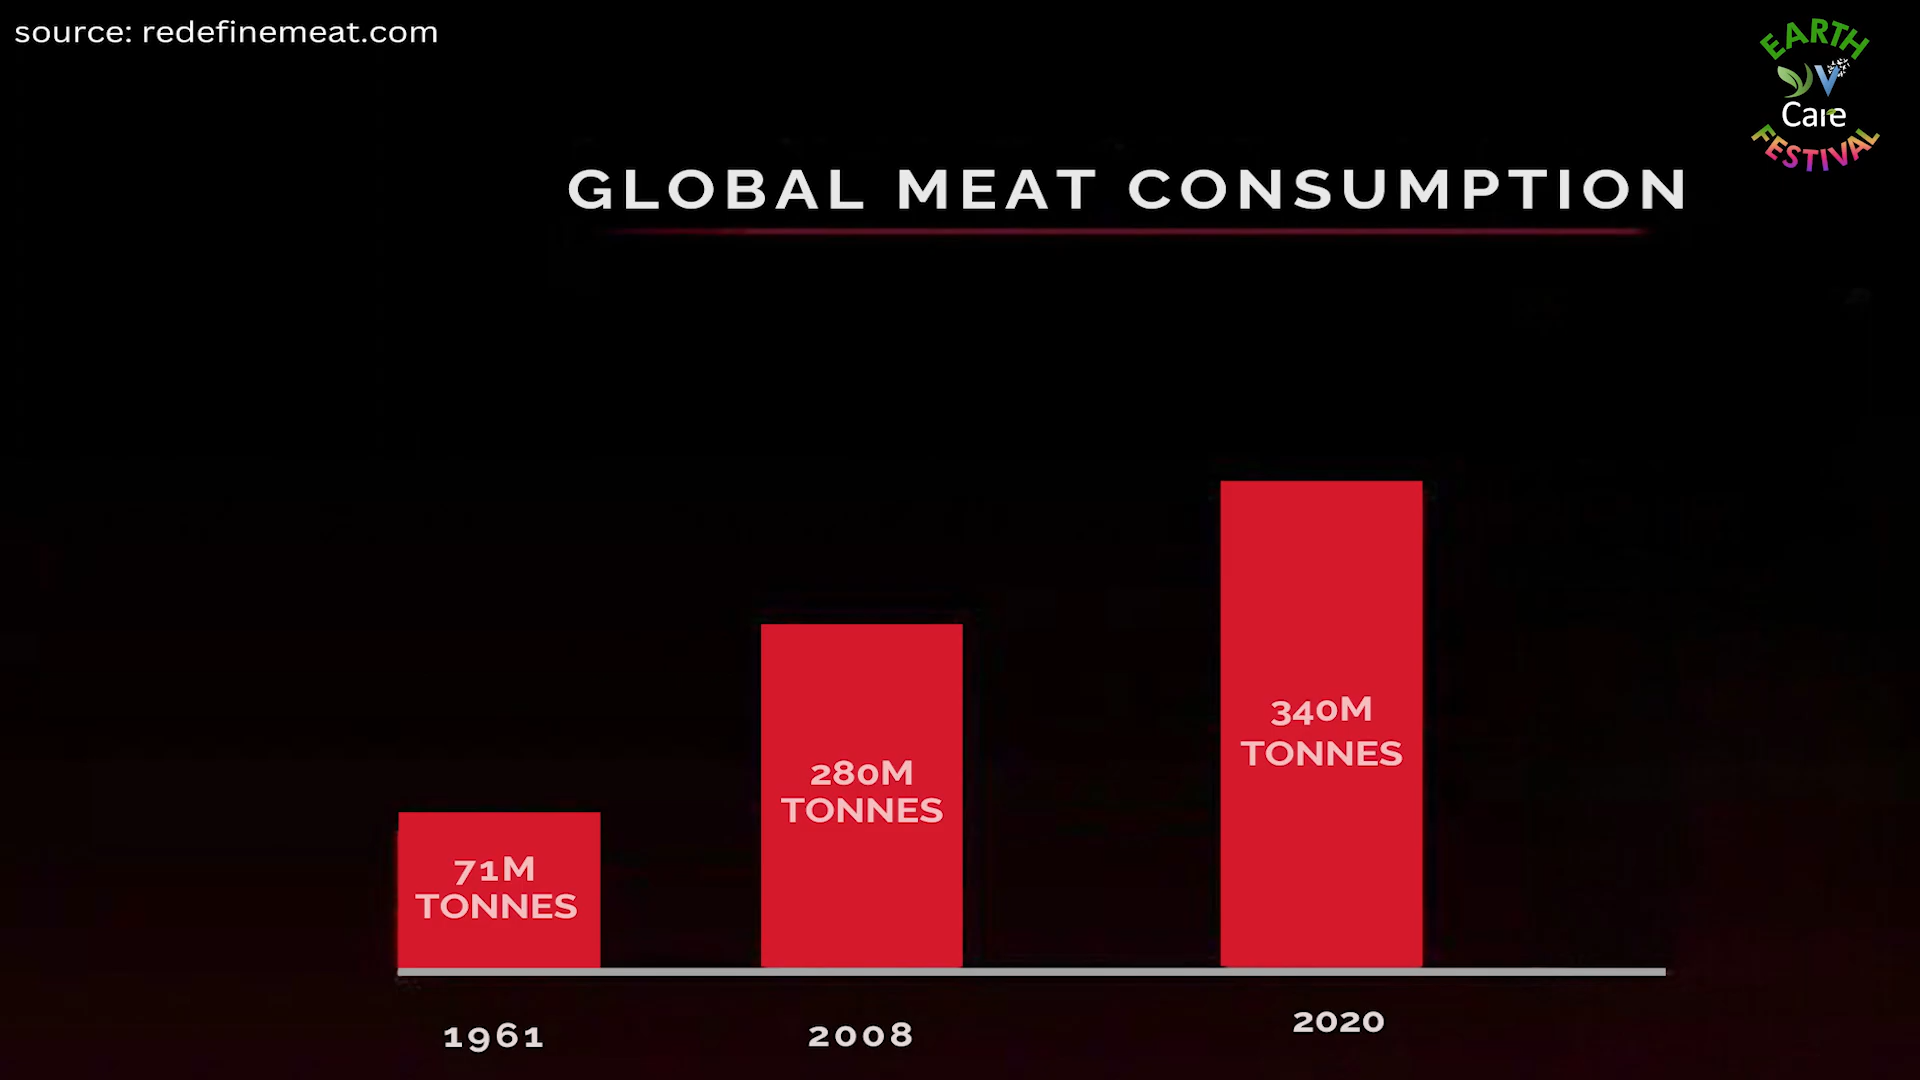 source: redefinemeat.com
EARTH
V
Care
FESTIVAL
GLOBAL MEAT CONSUMPTION
340M
TONNES
280M
TONNES
71M
TONNES
1961
2008
2020